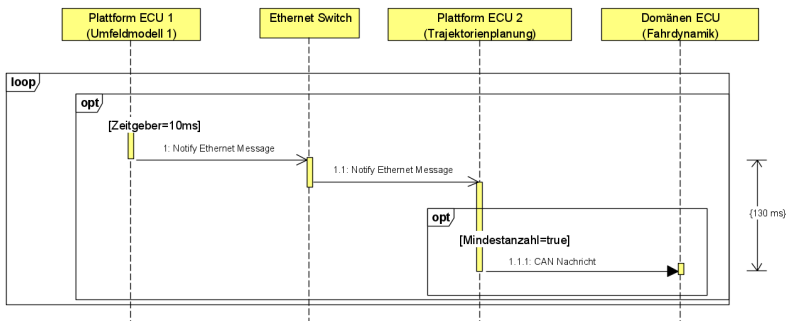 Plattform ECU 1
(Umfeldmodell 1)
Ethernet Switch
Plattform ECU 2
(Trajektorienplanung)
Domänen ECU
(Fahrdynamik)
loop
opt
[Zeitgeber=10ms]
1: Notify Ethernet Message
1.1: Notify Ethernet Message
{130 ms}
opt
[Mindestanzahl=true]
1.1.1: CAN Nachricht